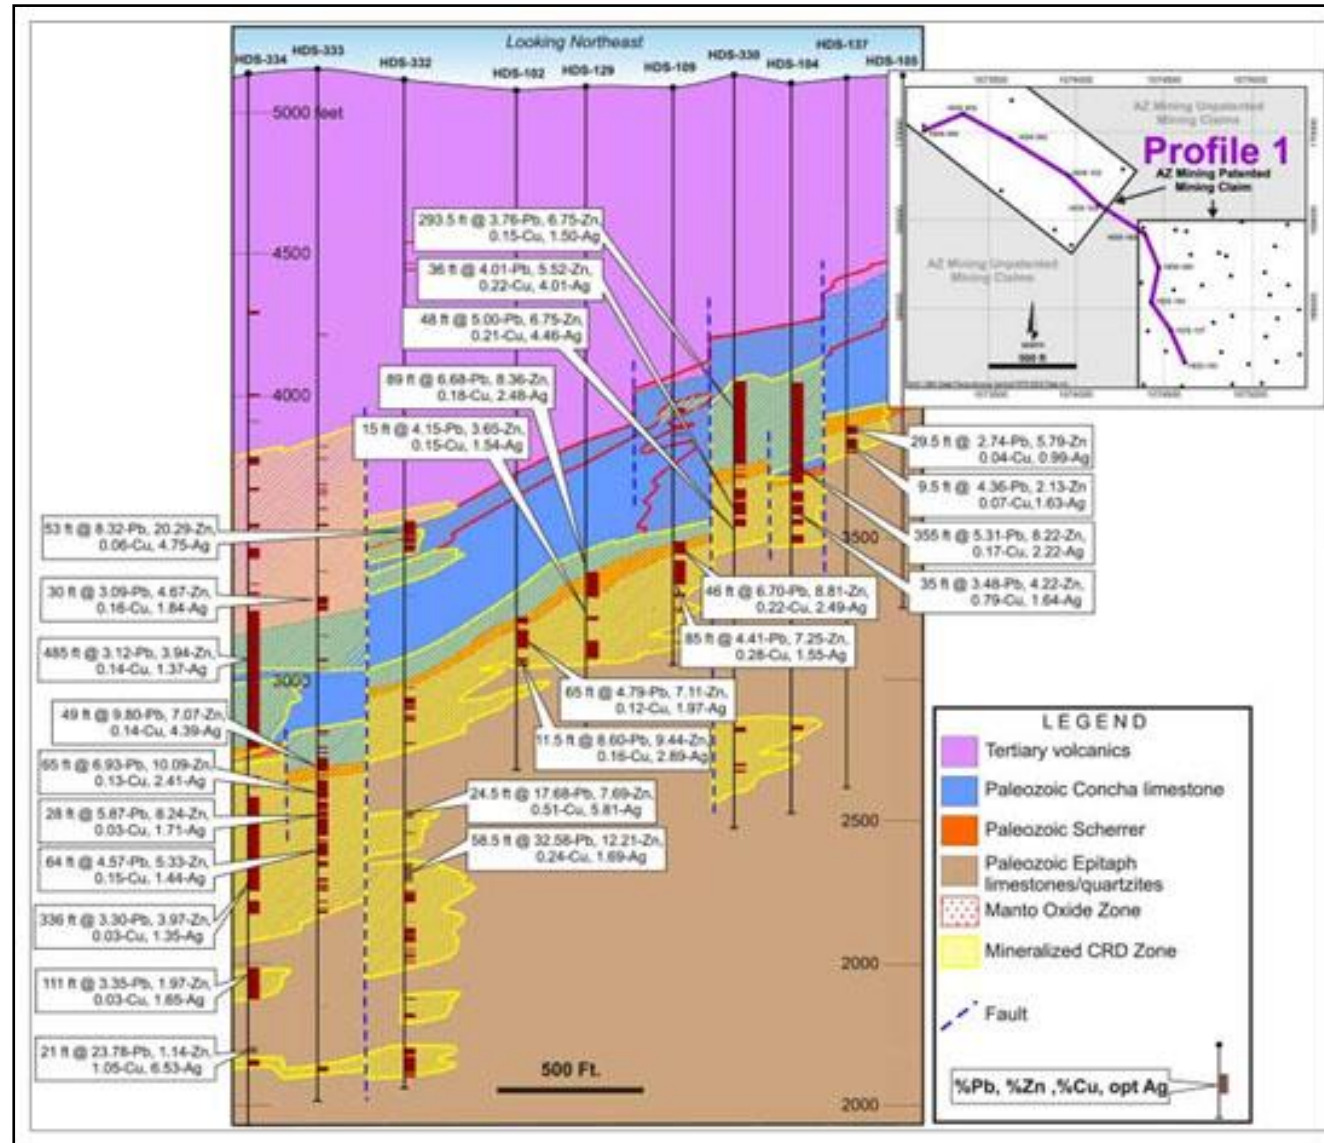 Looking Northeast
HDS-334
HDS-333
HDS-332
HDS-102
HDS-129
HDS-109
HDS-330
HDS-104
HDS-137
HDS-105
5000 feet
4500
4000
3500
3000
2500
2000
2000
293.5 ft @ 3.76-Pb, 6.75-Zn,
0.15-Cu, 1.50-Ag
36 ft @ 4.01-Pb, 5.52-Zn,
0.22-Cu, 4.01-Ag
48 ft @ 5.00-Pb, 6.75-Zn,
0.21-Cu, 4.46-Ag
89 ft @ 6.68-Pb, 8.36-Zn,
0.18-Cu, 2.48-Ag
15 ft @ 4.15-Pb, 3.65-Zn,
0.15-Cu, 1.54-Ag
53 ft @ 8.32-Pb, 20.29-Zn,
0.06-Cu, 4.75-Ag
30 ft @ 3.09-Pb, 4.67-Zn,
0.16-Cu, 1.84-Ag
485 ft @ 3.12-Pb, 3.94-Zn,
0.14-Cu, 1.37-Ag
49 ft @ 9.80-Pb, 7.07-Zn,
0.14-Cu, 4.39-Ag
65 ft @ 6.93-Pb, 10.09-Zn,
0.13-Cu, 2.41-Ag
28 ft @ 5.87-Pb, 8.24-Zn,
0.03-Cu, 1.71-Ag
64 ft @ 4.57-Pb, 5.33-Zn,
0.15-Cu, 1.44-Ag
336 ft @ 3.30-Pb, 3.97-Zn,
0.03-Cu, 1.35-Ag
111 ft @ 3.35-Pb, 1.97-Zn,
0.03-Cu, 1.65-Ag
21 ft @ 23.78-Pb, 1.14-Zn,
1.05-Cu, 6.53-Ag
29.5 ft @ 2.74-Pb, 5.79-Zn
0.04-Cu, 0.99-Ag
9.5 ft @ 4.36-Pb, 2.13-Zn
0.07-Cu, 1.63-Ag
355 ft @ 5.31-Pb, 8.22-Zn,
0.17-Cu, 2.22-Ag
35 ft @ 3.48-Pb, 4.22-Zn,
0.79-Cu, 1.64-Ag
46 ft @ 6.70-Pb, 8.81-Zn,
0.22-Cu, 2.49-Ag
85 ft @ 4.41-Pb, 7.25-Zn,
0.28-Cu, 1.55-Ag
65 ft @ 4.79-Pb, 7.11-Zn,
0.12-Cu, 1.97-Ag
11.5 ft @ 8.60-Pb, 9.44-Zn,
0.16-Cu, 2.89-Ag
24.5 ft @ 17.68-Pb, 7.69-Zn,
0.51-Cu, 5.81-Ag
58.5 ft @ 32.58-Pb, 12.21-Zn,
0.24-Cu, 1.69-Ag
500 Ft.
AZ Mining Unpatented
Mining Claims
Profile 1
AZ Mining Patented
Mining Claim
AZ Mining Unpatented
Mining Claims
500 ft
LEGEND
Tertiary volcanics
Paleozoic Concha limestone
Paleozoic Scherrer
Paleozoic Epitaph
limestones/quartzites
Manto Oxide Zone
Mineralized CRD Zone
Fault
%Pb, %Zn ,%Cu, opt Ag